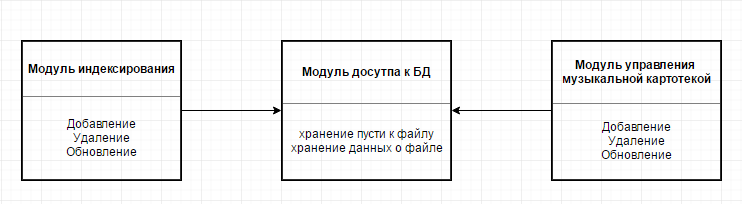 Модуль индексирования
Добавление
Удаление
Обновление
Модуль досутпа к БД
хранение пусти к файлу
хранение данных о файле
Модуль управления
музыкальной картотекой
Добавление
Удаление
Обновление